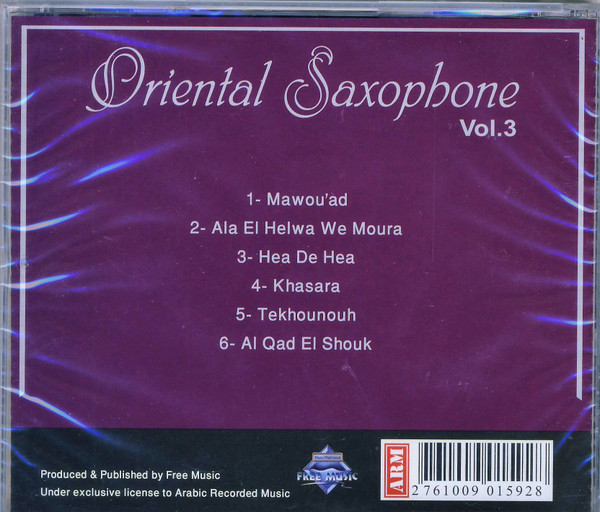 Oriental Saxophone
Vol.3
1- Mawou'ad
2- Ala El Helwa We Moura
3- Hea De Hea
4- Khasara
5- Tekhounouh
6- Al Qad El Shouk
Produced & Published by Free Music
Under exclusive license to Arabic Recorded Music
FREE MUSIC
ARM
2 761009 015928